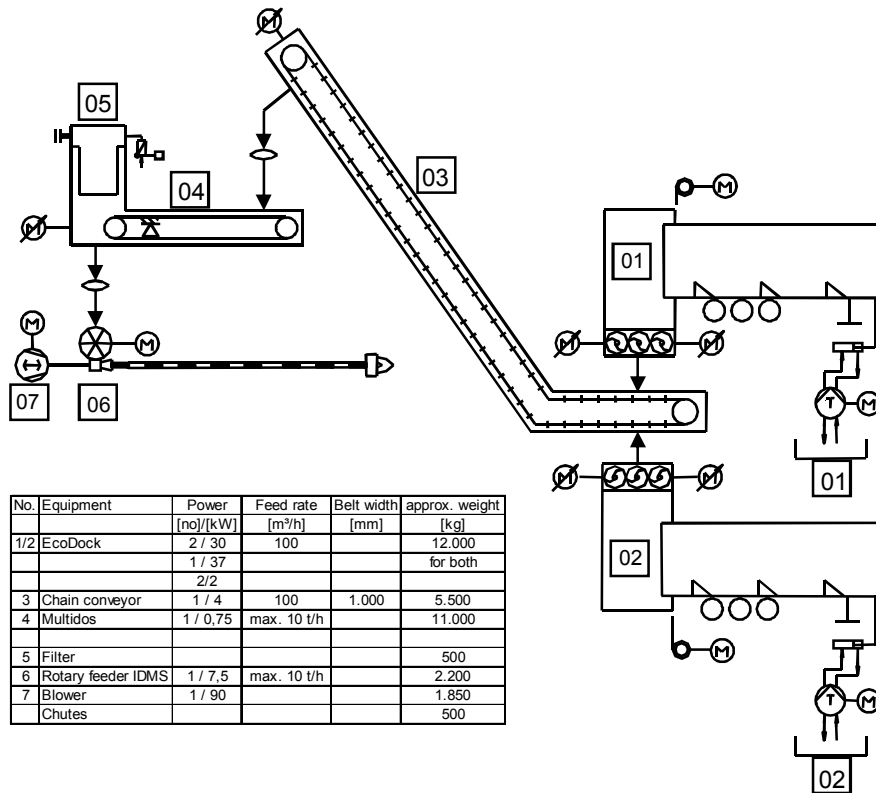 M
05
03
04
M
M
01
M
M
M
M
M
07
06
T
M
01
M
M
02
M
T
M
02
No. Equipment Power Feed rate Belt width approx. weight
[no]/[kW] [m³/h] [mm] [kg]
1/2 EcoDock 2 / 30 100 12.000
1 / 37 for both
2/2
3 Chain conveyor 1 / 4 100 1.000 5.500
4 Multidos 1 / 0,75 max. 10 t/h 11.000
5 Filter 500
6 Rotary feeder IDMS 1 / 7,5 max. 10 t/h 2.200
7 Blower 1 / 90 1.850
Chutes 500